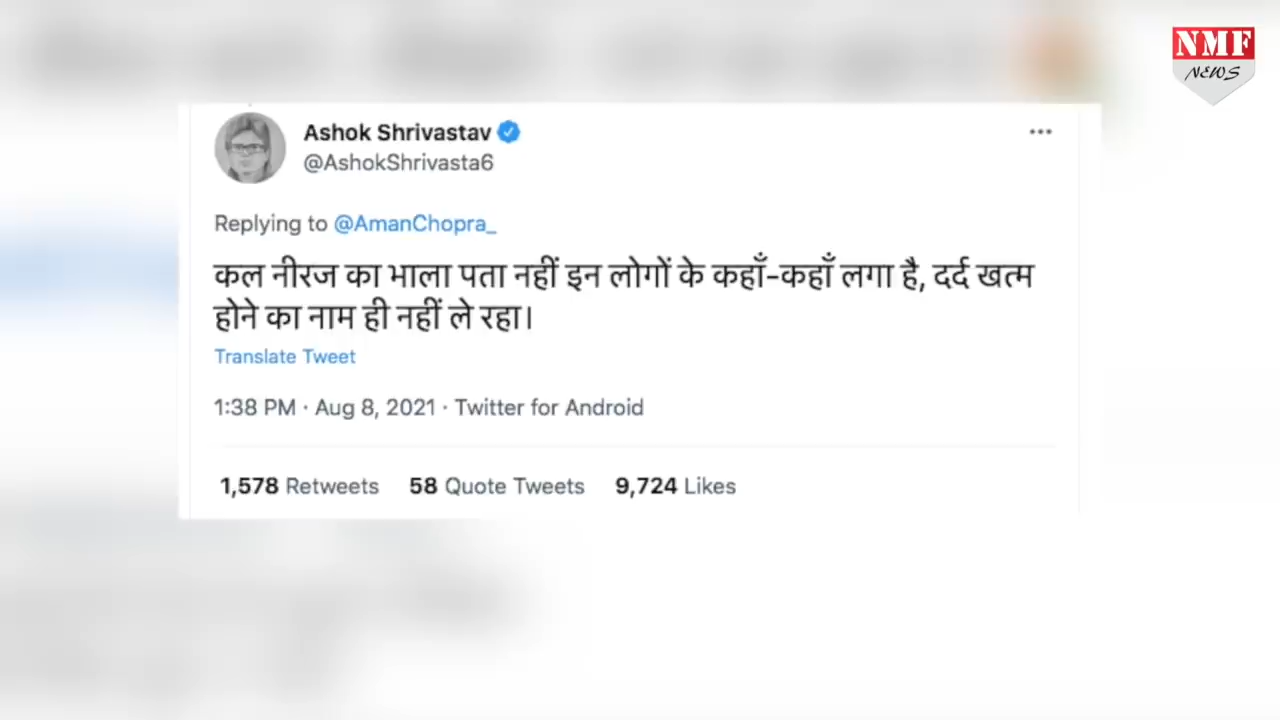 NMF
NEWS
Ashok Shrivastav
@AshokShrivasta6
Replying to @AmanChopra_
कल नीरज का भाला पता नहीं इन लोगों के कहाँ-कहाँ लगा है, दर्द खत्म
होने का नाम ही नहीं ले रहा।
Translate Tweet
1:38 PM · Aug 8, 2021 · Twitter for Android
1,578 Retweets 58 Quote Tweets 9,724 Likes